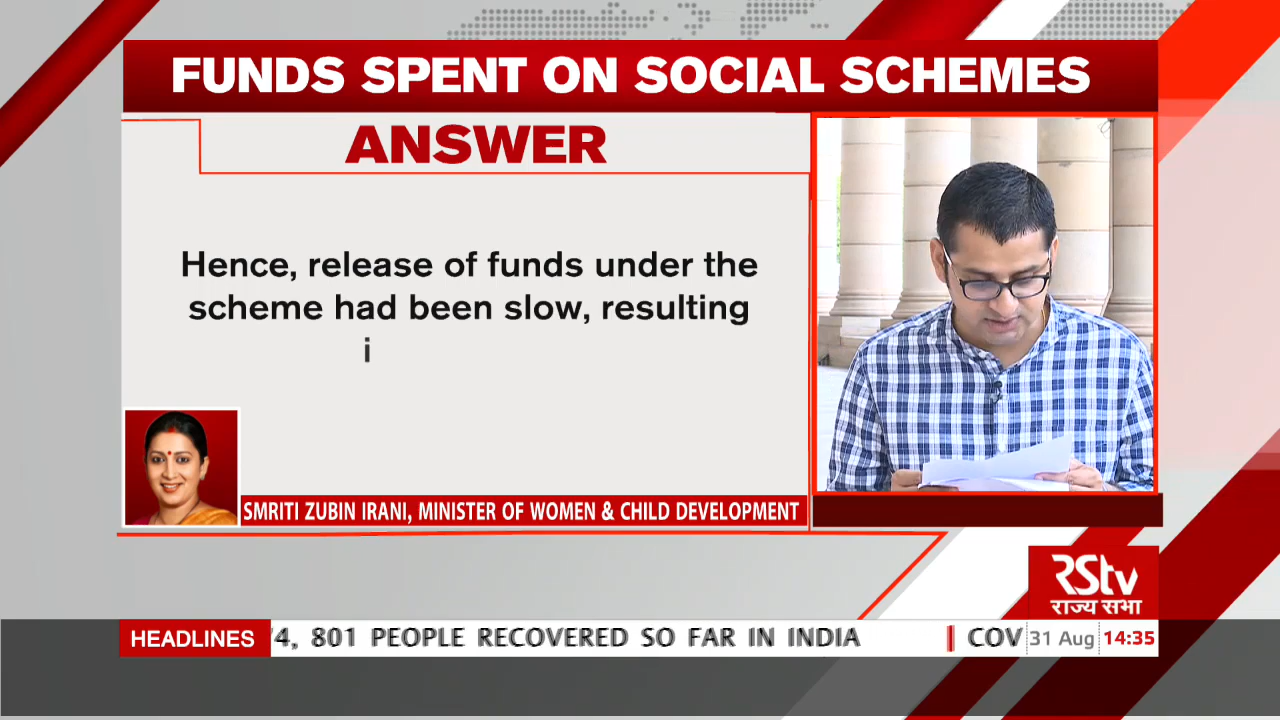 FUNDS SPENT ON SOCIAL SCHEMES
ANSWER
Hence, release of funds under the
scheme had been slow, resulting
i
SMRITI ZUBIN IRANI, MINISTER OF WOMEN & CHILD DEVELOPMENT
RSTV
राज्य सभा
HEADLINES
4, 801 PEOPLE RECOVERED SO FAR IN INDIA | COV
31 Aug 14:35